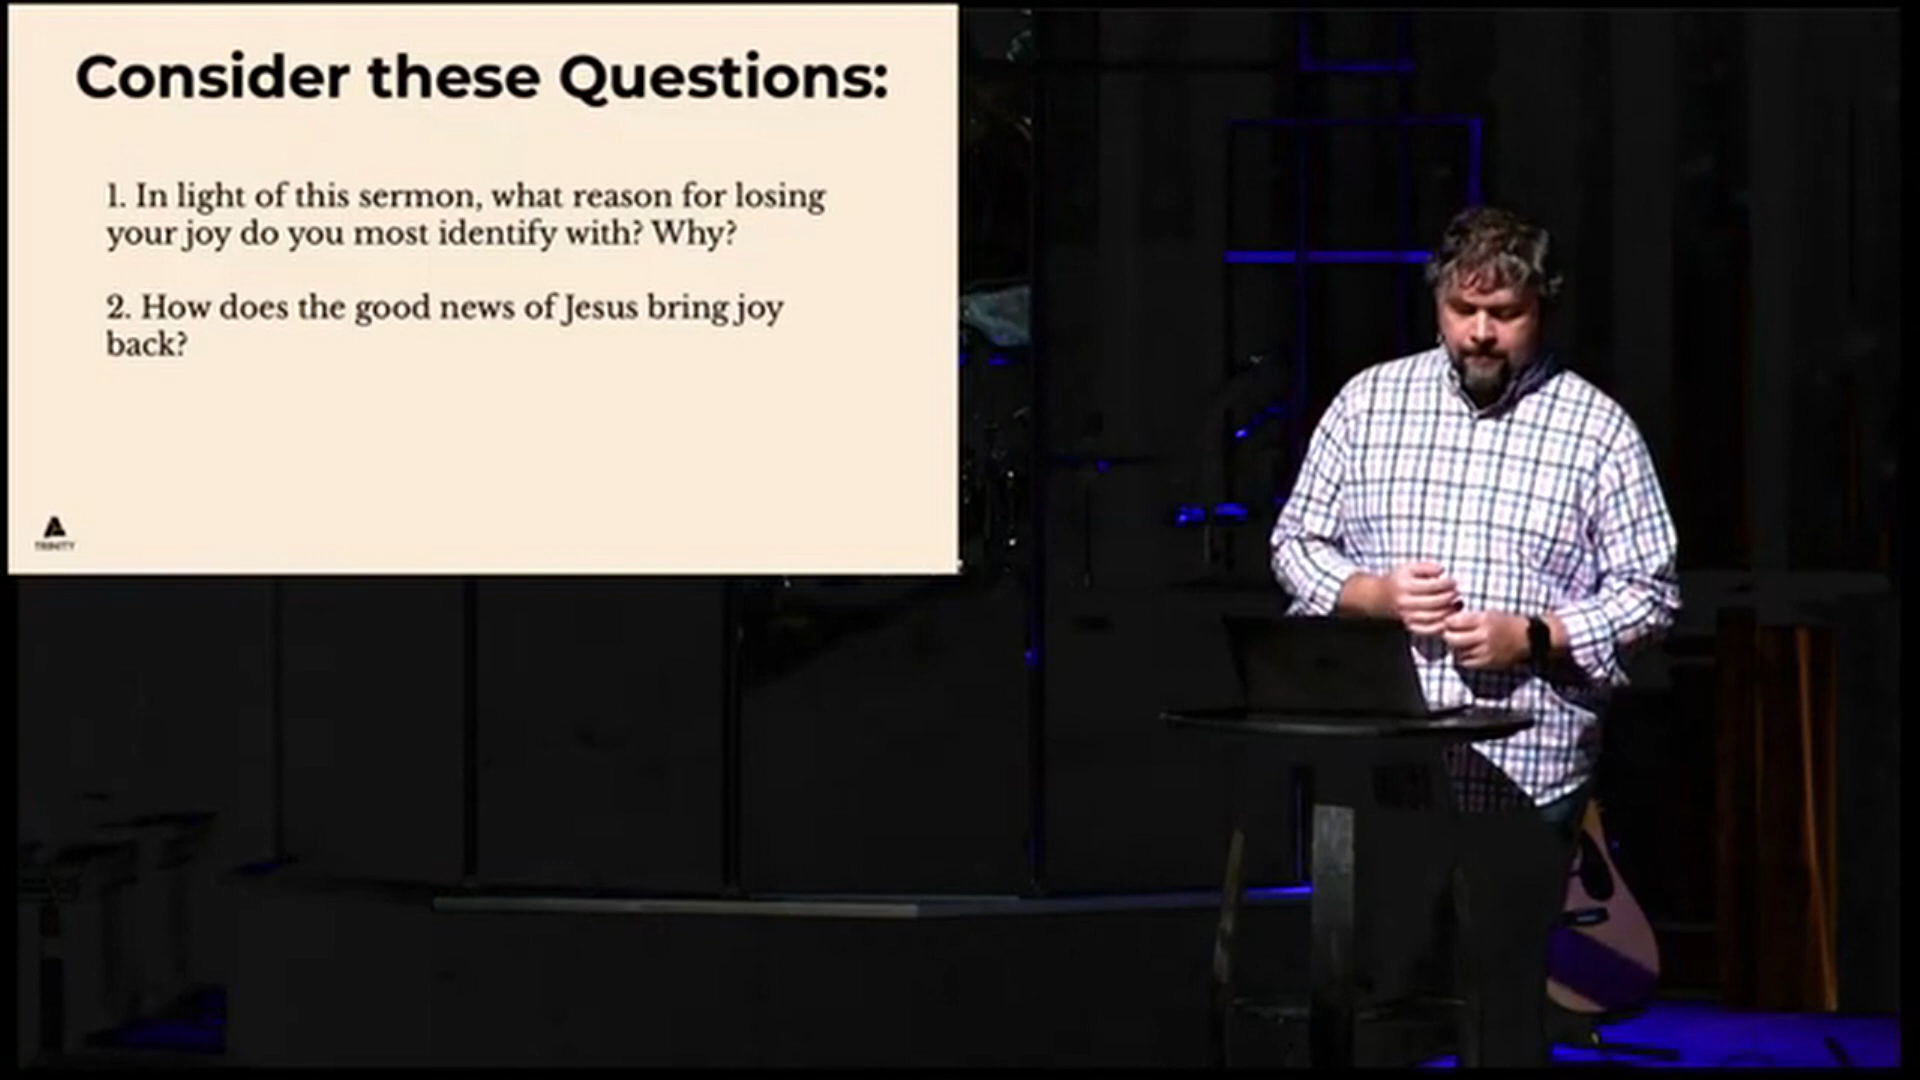 Consider these Questions:
1. In light of this sermon, what reason for losing
your joy do you most identify with? Why?
2. How does the good news of Jesus bring joy
back?
TRINITY